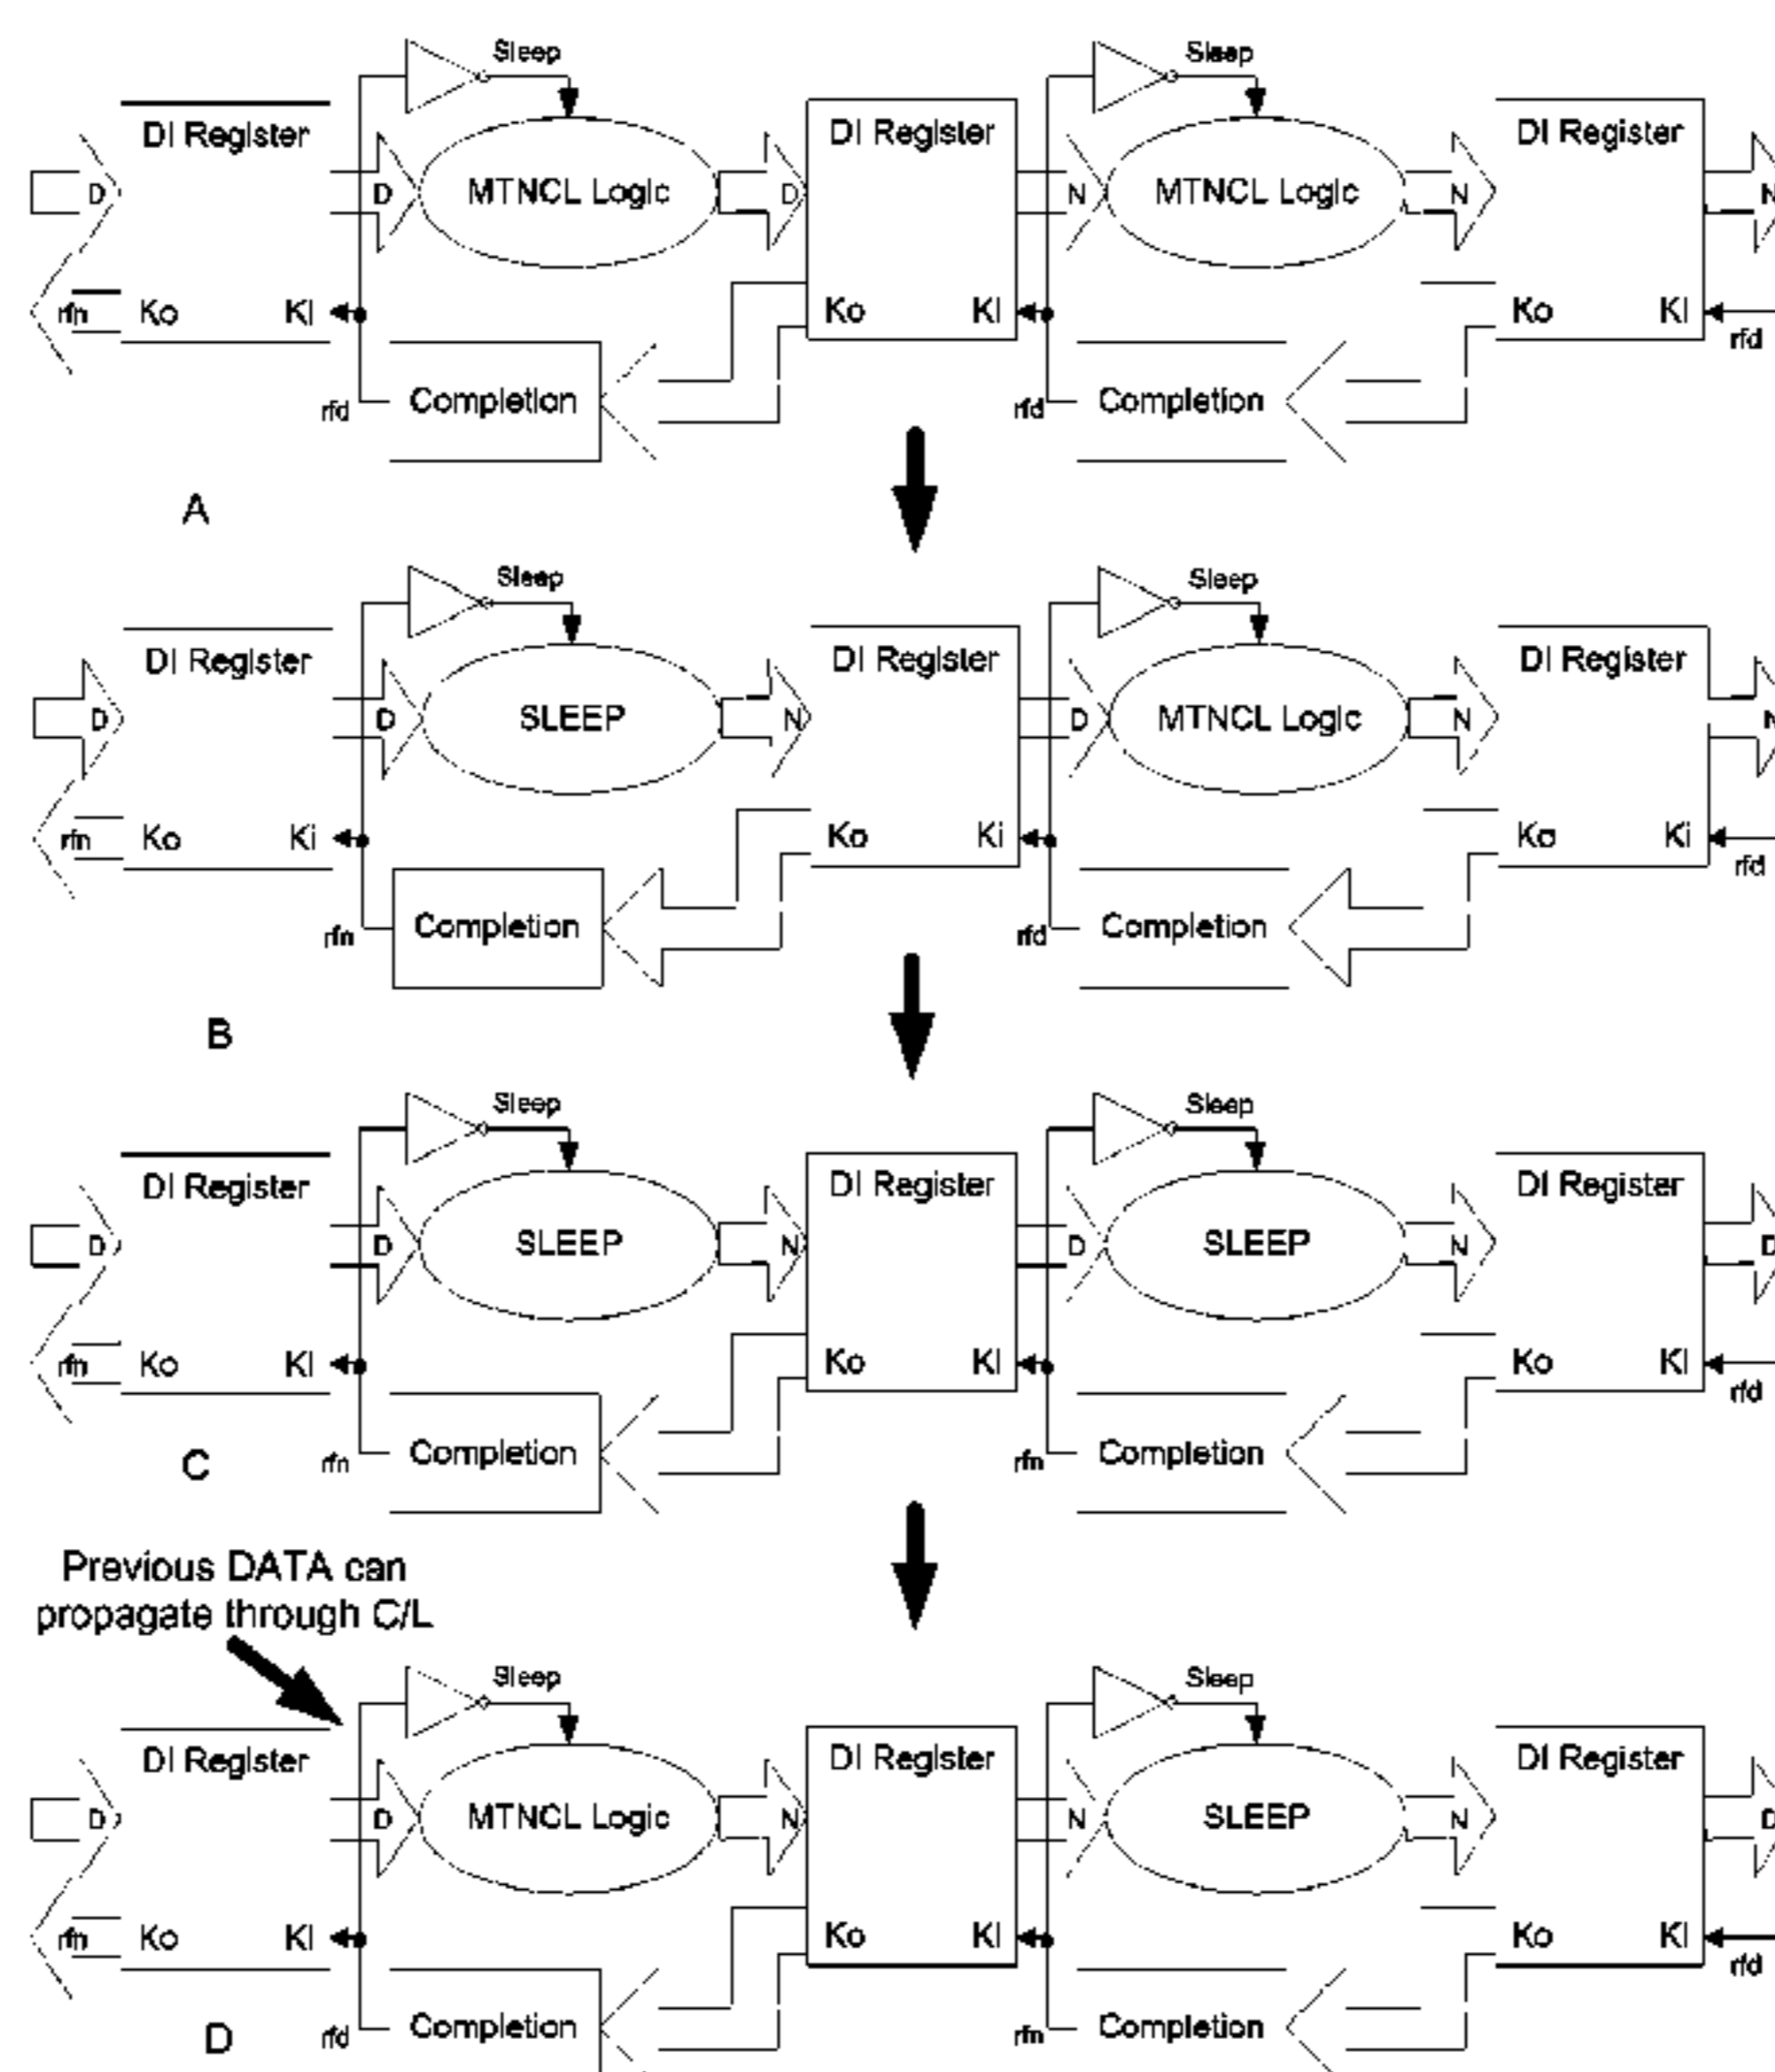 Sleep Sleep
DI Register DI Register DI Register
D D MTNCL Logic D N MTNCL Logic N N
rfn Ko Ki Ko Ki Ko Ki
rfd
rfd Completion rfd Completion
A
Sleep Sleep
DI Register DI Register DI Register
D D SLEEP N D MTNCL Logic N N
rfn Ko Ki Ko Ki Ko Ki
rfd
rfn Completion rfd Completion
B
Sleep Sleep
DI Register DI Register DI Register
D D SLEEP N D SLEEP N D
rfn Ko Ki Ko Ki Ko Ki
rfd
rfn Completion rfn Completion
C
Previous DATA can
propagate through C/L
Sleep Sleep
DI Register DI Register DI Register
D D MTNCL Logic N N SLEEP N D
rfn Ko Ki Ko Ki Ko Ki
rfd
rfd Completion rfn Completion
D